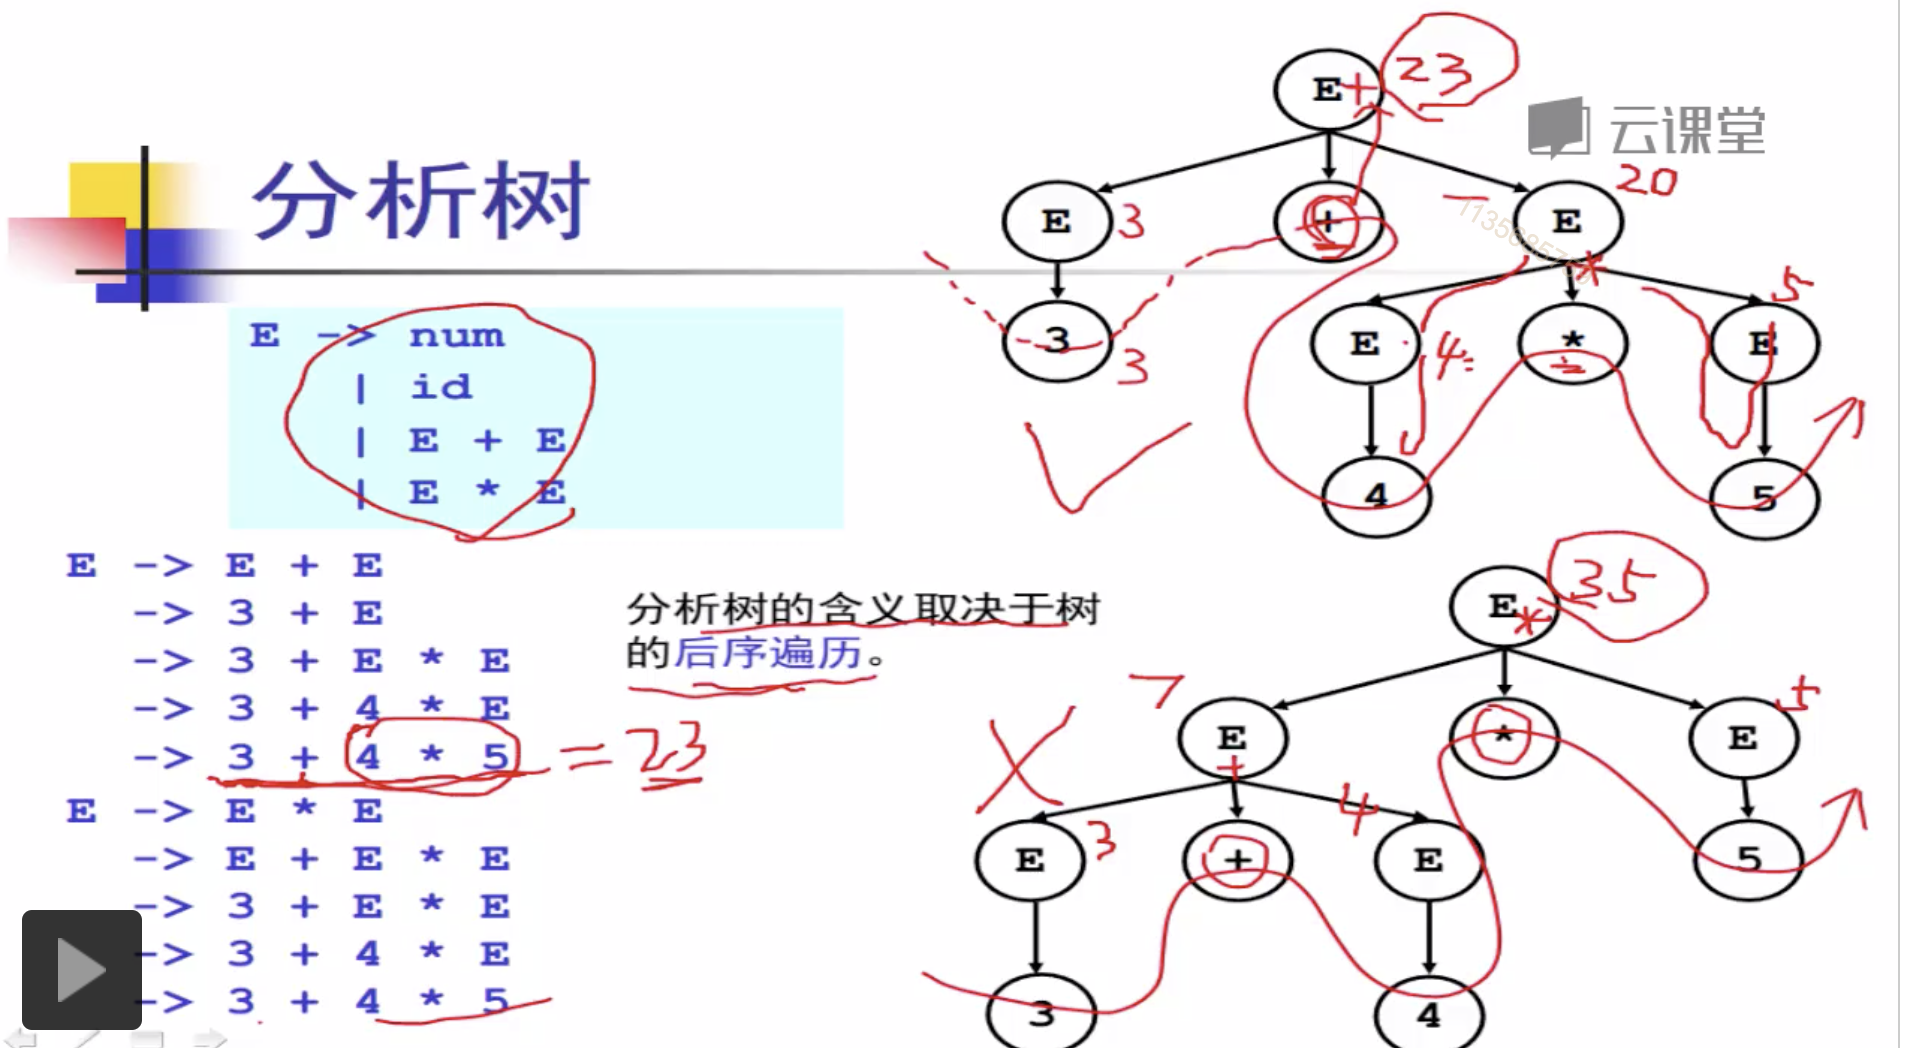 分析树
E -> num
| id
| E + E
| E * E
E -> E + E
-> 3 + E
-> 3 + E * E
-> 3 + 4 * E
-> 3 + 4 * 5 = 23
E -> E * E
-> E + E * E
-> 3 + E * E
-> 3 + 4 * E
-> 3 + 4 * 5
分析树的含义取决于树
的后序遍历。
E + 23
云课堂
E 3 + E 20
*
3 3 E 4 * E 5
4 5
E * 35
7 E + * E 5
E 3 + 4 E 5
3 4